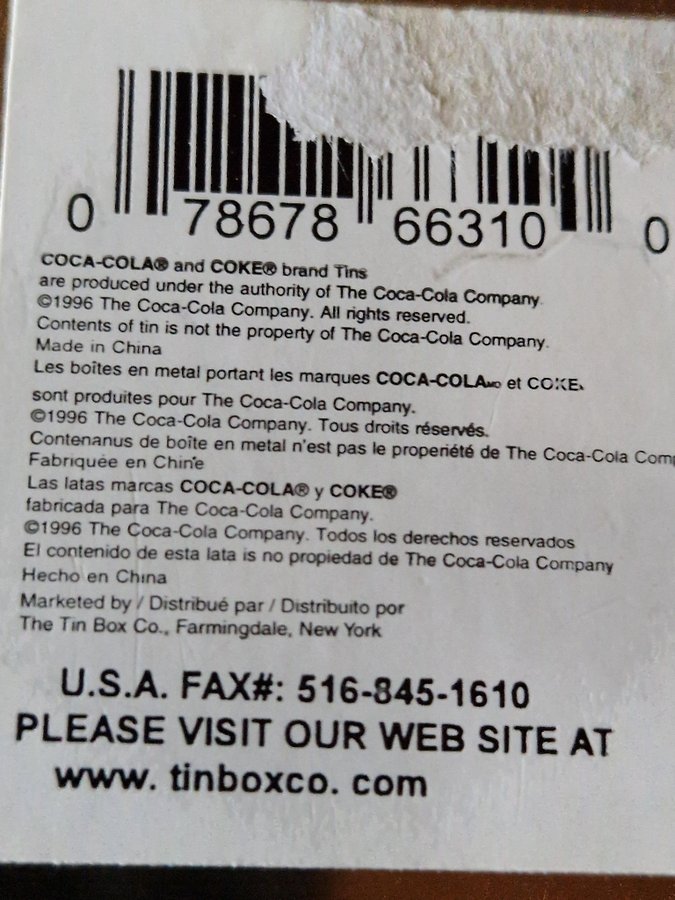 0 78678 66310 0
COCA-COLA® and COKE® brand Tins
are produced under the authority of The Coca-Cola Company.
©1996 The Coca-Cola Company. All rights reserved.
Contents of tin is not the property of The Coca-Cola Company.
Made in China
Les boîtes en metal portant les marques COCA-COLA et COKE
sont produites pour The Coca-Cola Company.
©1996 The Coca-Cola Company. Tous droits réservés.
Contenanus de boîte en metal n'est pas le properiété de The Coca-Cola Com
Fabriquée en Chine
Las latas marcas COCA-COLA® y COKE®
fabricada para The Coca-Cola Company.
©1996 The Coca-Cola Company. Todos los derechos reservados
El contenido de esta lata is no propiedad de The Coca-Cola Company
Hecho en China
Marketed by / Distribué par / Distribuito por
The Tin Box Co., Farmingdale, New York
U.S.A. FAX#: 516-845-1610
PLEASE VISIT OUR WEB SITE AT
www. tinboxco. com